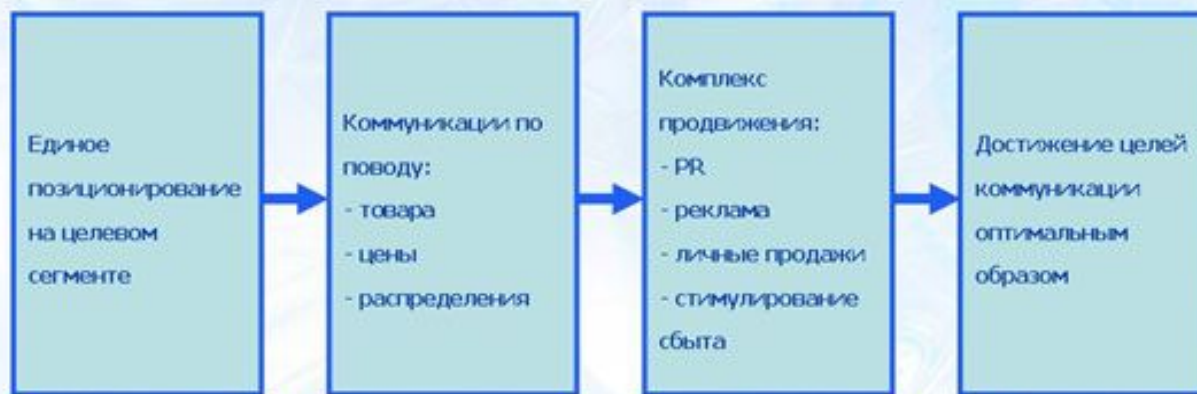 Единое
позиционирование
на целевом
сегменте
Коммуникации по
поводу:
- товара
- цены
- распределения
Комплекс
продвижения:
- PR
- реклама
- личные продажи
- стимулирование
сбыта
Достижение целей
коммуникации
оптимальным
образом